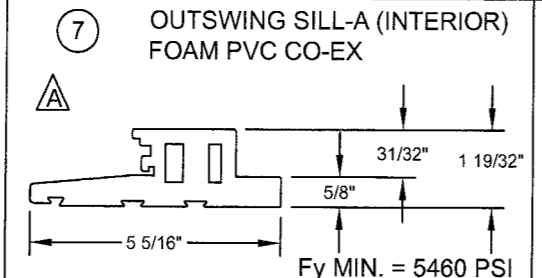 7
OUTSWING SILL-A (INTERIOR)
FOAM PVC CO-EX
A
31/32"
1 19/32"
5/8"
5 5/16"
Fy MIN. = 5460 PSI